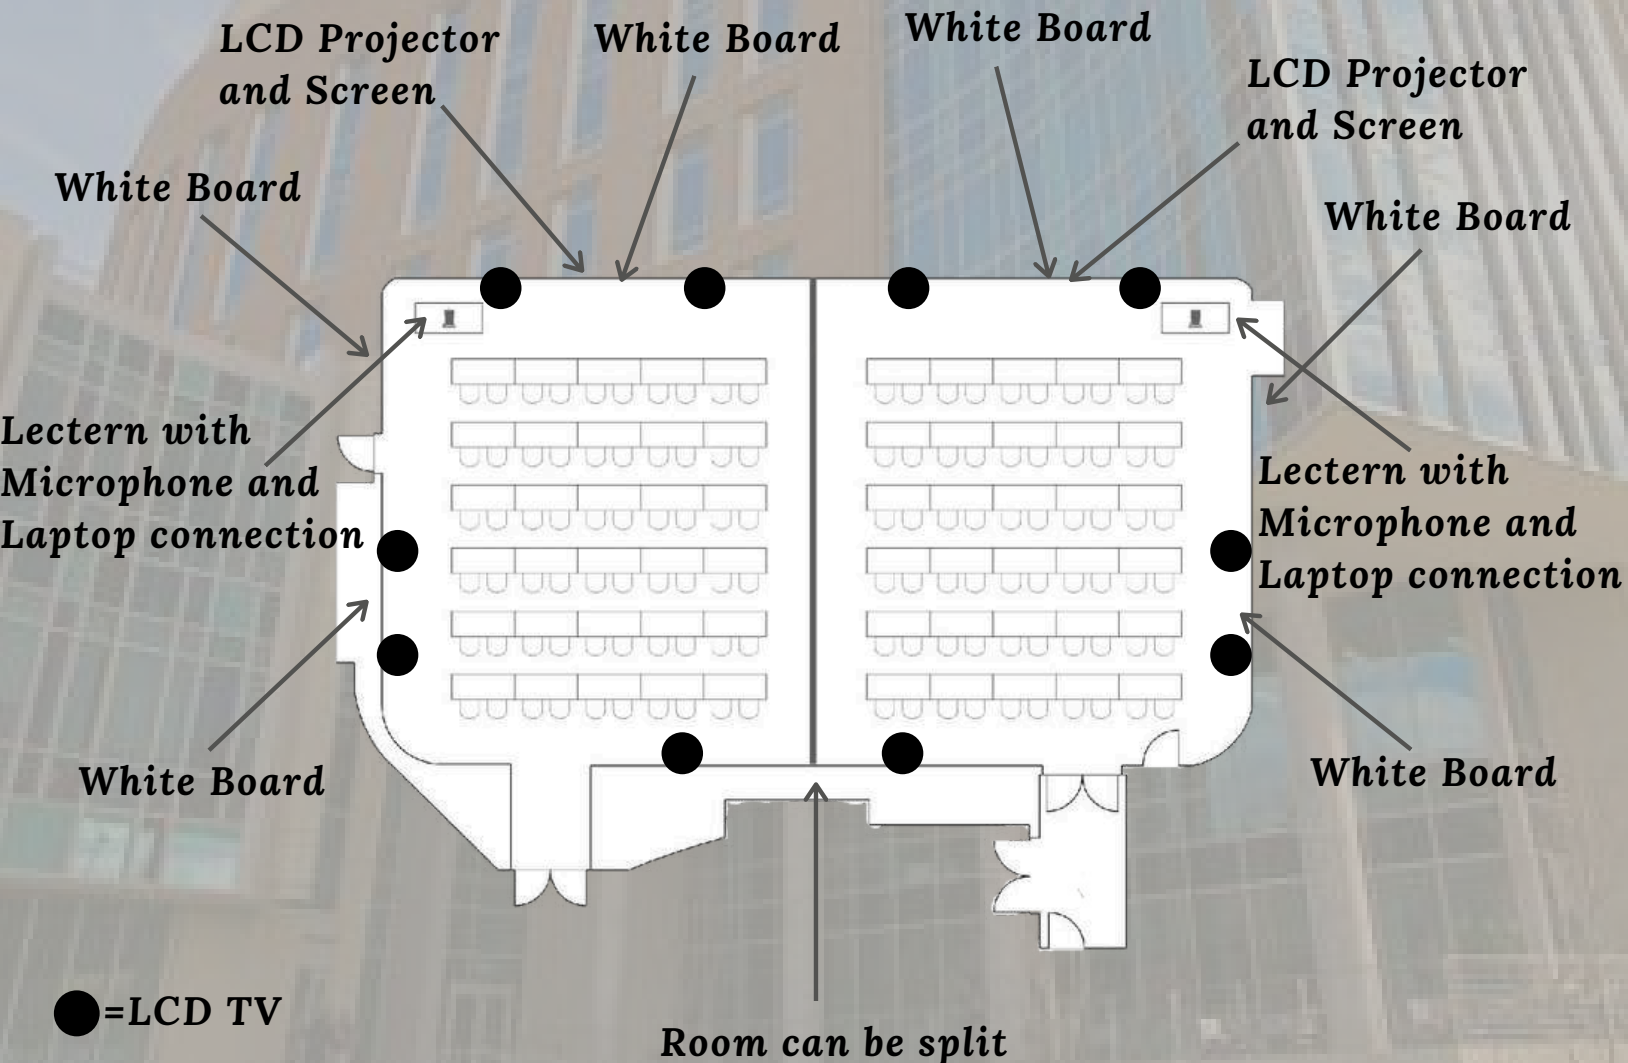 LCD Projector
and Screen
White Board
White Board
LCD Projector
and Screen
White Board
White Board
Lectern with
Microphone and
Laptop connection
Lectern with
Microphone and
Laptop connection
White Board
White Board
=LCD TV
Room can be split